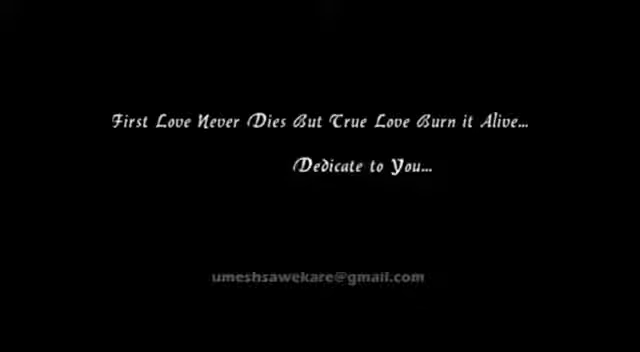 First Love Never Dies But True Love Burn it Alive...
Dedicate to You...
umeshsawekare@gmail.com